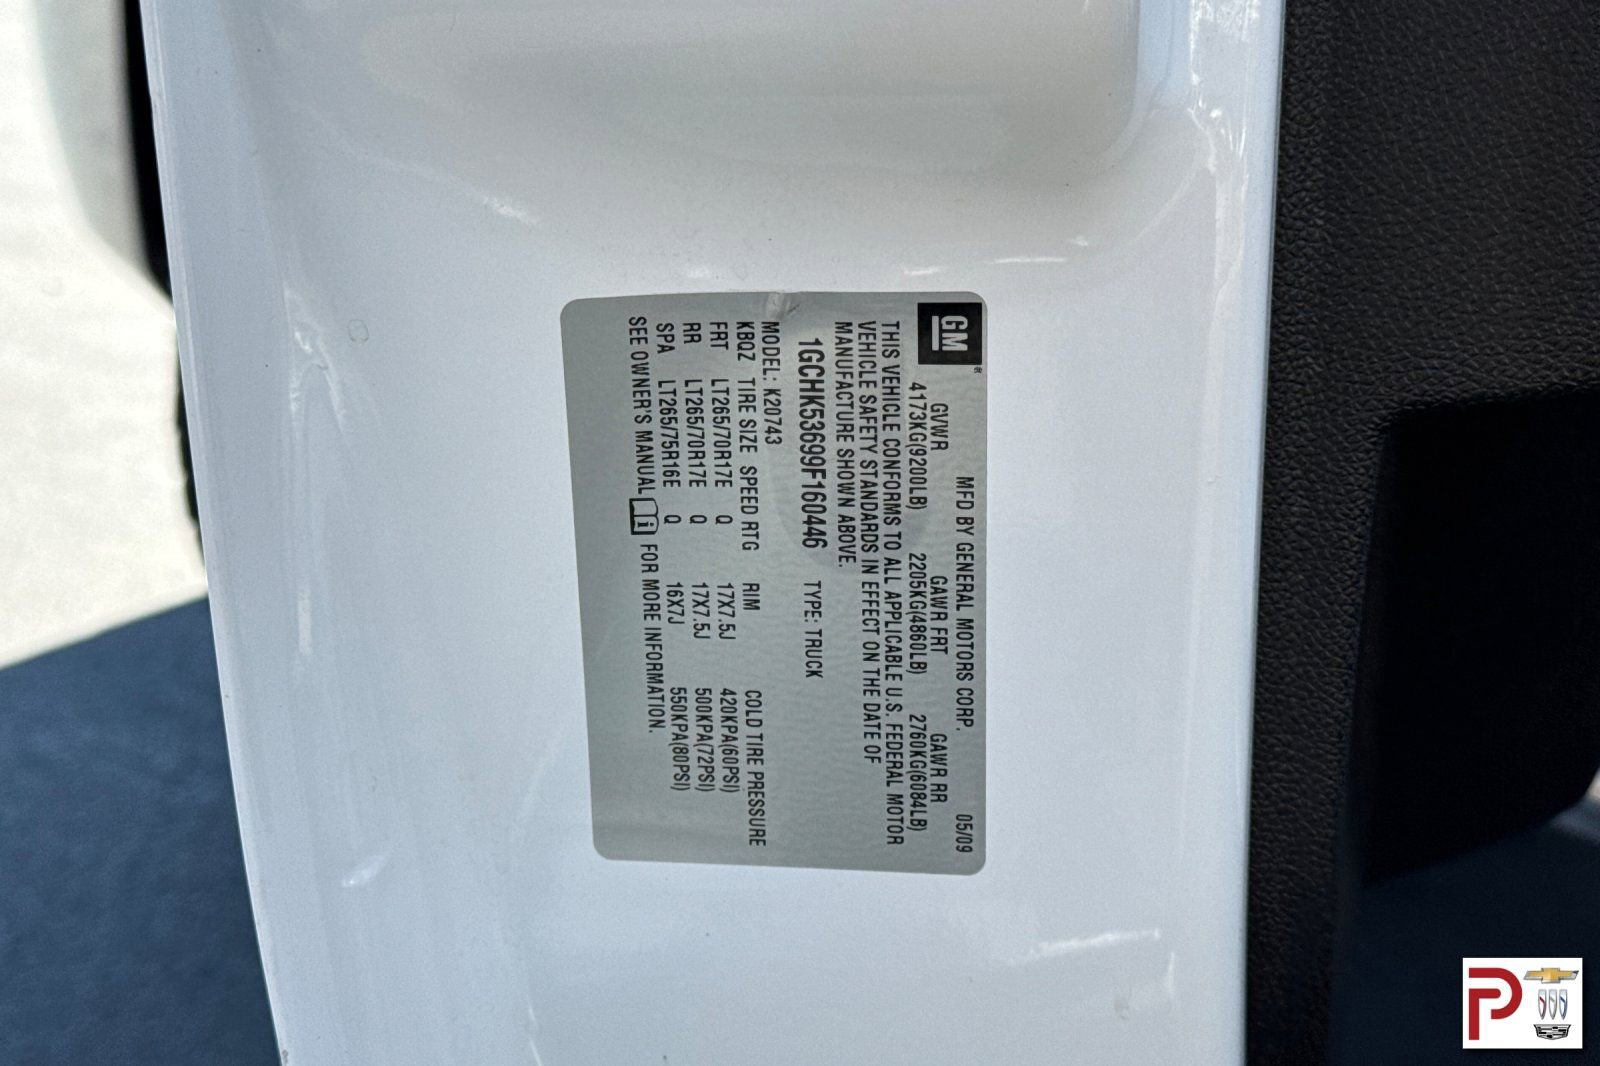 GM ®
MFD BY GENERAL MOTORS CORP. 05/09
GVWR GAWR FRT GAWR RR
4173KG(9200LB) 2205KG(4860LB) 2760KG(6084LB)
THIS VEHICLE CONFORMS TO ALL APPLICABLE U.S. FEDERAL MOTOR
VEHICLE SAFETY STANDARDS IN EFFECT ON THE DATE OF
MANUFACTURE SHOWN ABOVE.
1GCHK53699F160446 TYPE: TRUCK
MODEL: K20743
KBQZ TIRE SIZE SPEED RTG RIM COLD TIRE PRESSURE
FRT LT265/70R17E Q 17X7.5J 420KPA(60PSI)
RR LT265/70R17E Q 17X7.5J 500KPA(72PSI)
SPA LT265/75R16E Q 16X7J 550KPA(80PSI)
SEE OWNER'S MANUAL i FOR MORE INFORMATION.
P